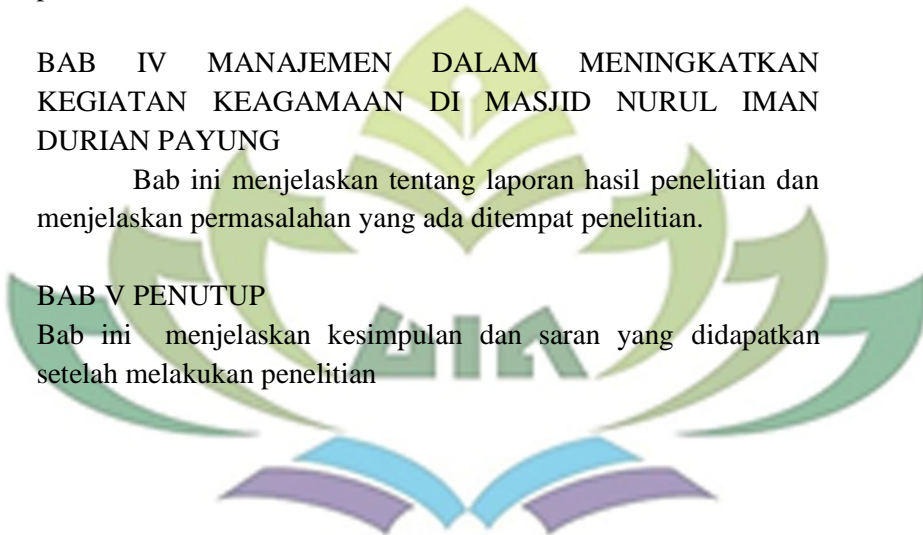 BAB IV MANAJEMEN DALAM MENINGKATKAN
KEGIATAN KEAGAMAAN DI MASJID NURUL IMAN
DURIAN PAYUNG
Bab ini menjelaskan tentang laporan hasil penelitian dan
menjelaskan permasalahan yang ada ditempat penelitian.
BAB V PENUTUP
Bab ini menjelaskan kesimpulan dan saran yang didapatkan
setelah melakukan penelitian